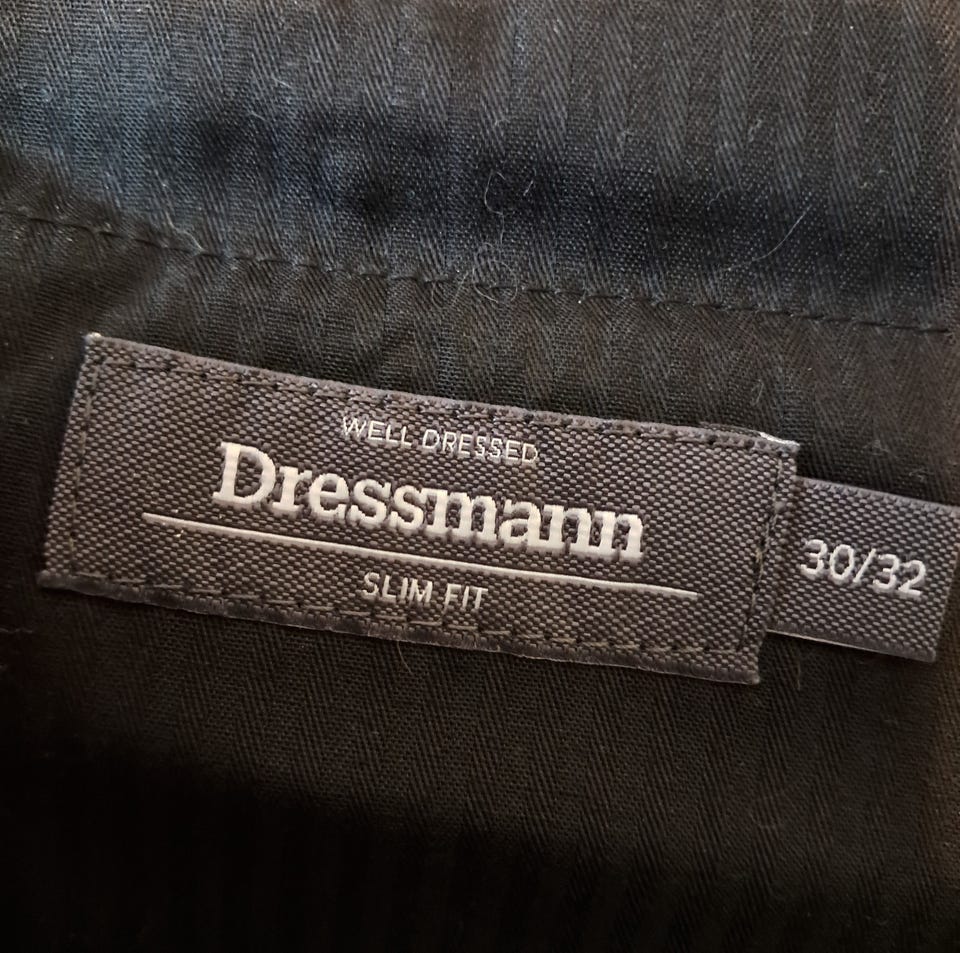 WELL DRESSED
Dressmann
SLIM FIT
30/32